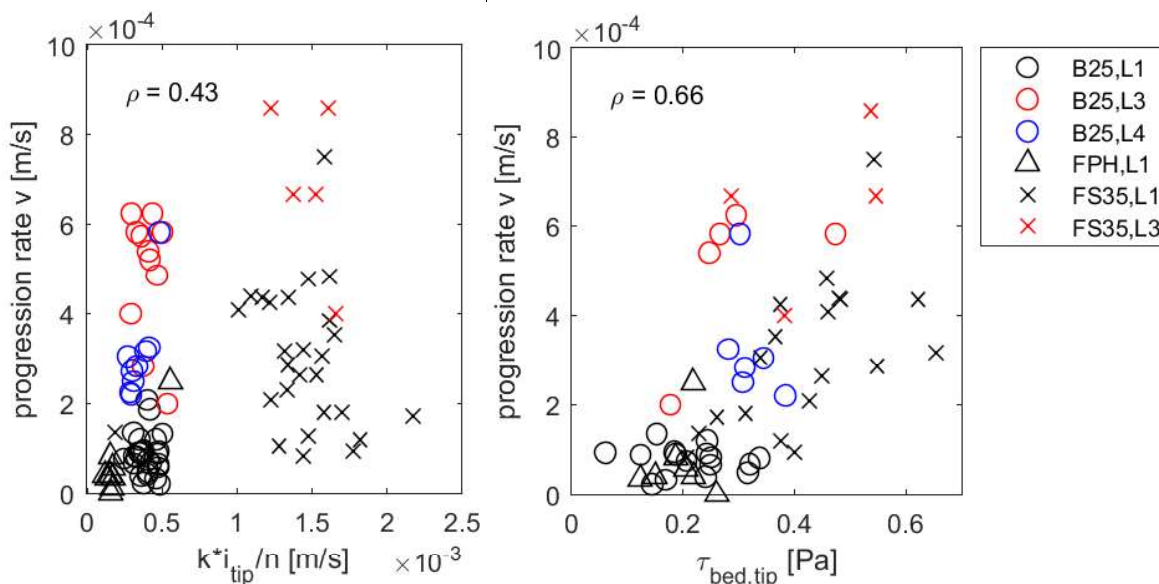 × 10⁻⁴
10
8
6
4
2
0
progression rate v [m/s]
ρ = 0.43
0 0.5 1 1.5 2 2.5
k*i_tip/n [m/s] × 10⁻³
× 10⁻⁴
10
8
6
4
2
0
progression rate v [m/s]
ρ = 0.66
0 0.2 0.4 0.6
τ_bed,tip [Pa]
B25,L1
B25,L3
B25,L4
FPH,L1
FS35,L1
FS35,L3